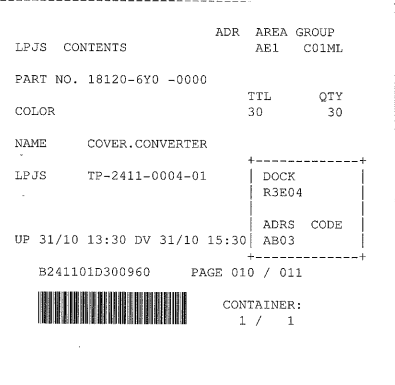 ADR AREA GROUP
LPJS CONTENTS AE1 C01ML
PART NO. 18120-6Y0 -0000
TTL QTY
COLOR 30 30
NAME COVER.CONVERTER
LPJS TP-2411-0004-01
DOCK
R3E04
ADRS CODE
UP 31/10 13:30 DV 31/10 15:30 AB03
B241101D300960 PAGE 010 / 011
CONTAINER:
1 / 1